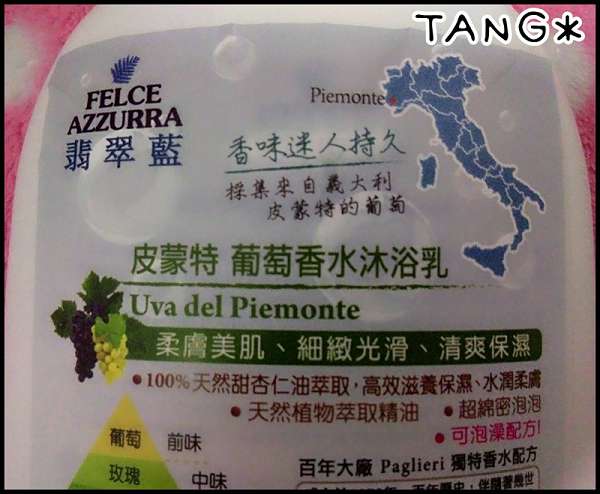 TANG*
FELCE
AZZURRA
翡翠藍
Piemonte
香味迷人持久
採集來自義大利
皮蒙特的葡萄
皮蒙特 葡萄香水沐浴乳
Uva del Piemonte
柔膚美肌、細緻光滑、清爽保濕
•100%天然甜杏仁油萃取,高效滋養保濕、水潤柔膚
•天然植物萃取精油 •超綿密泡泡
•可泡澡配方!
葡萄 前味
玫瑰 中味
百年大廠 Paglieri 獨特香水配方